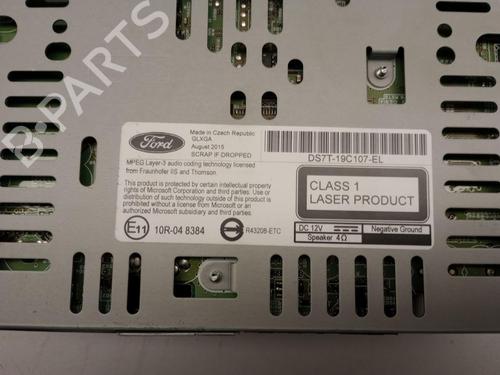 B-PARTS
Ford
Made in Czech Republic
GLXGA
August 2015
SCRAP IF DROPPED
DS7T-19C107-EL
MPEG Layer-3 audio coding technology licensed
from Fraunhofer IIS and Thomson.
This product is protected by certain intellectual property
rights of Microsoft Corporation and third parties. Use or
distribution of such technology outside of this product is
prohibited without a license from Microsoft or an
authorized Microsoft subsidiary and third parties.
CLASS 1
LASER PRODUCT
E11 10R-04 8384
R43208-ETC
DC 12V
Negative Ground
Speaker 4Ω